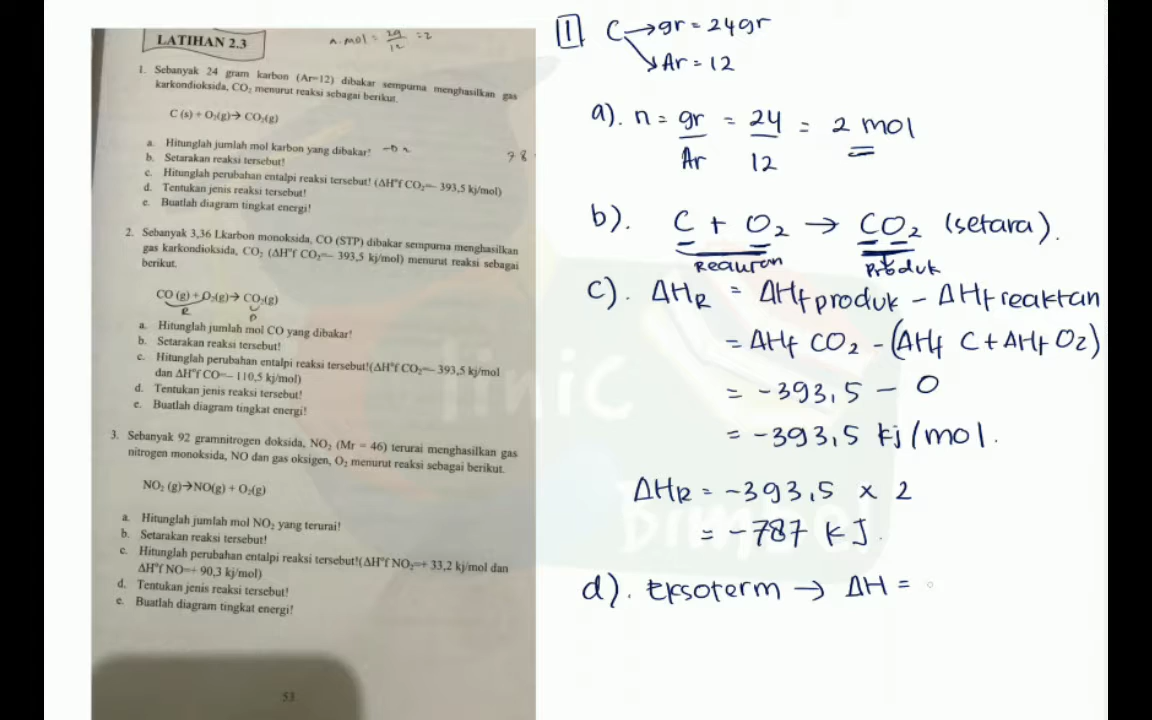 LATIHAN 2.3
n mol = 24/12 = 2
1. Sebanyak 24 gram karbon (Ar=12) dibakar sempurna menghasilkan gas
karkondioksida, CO₂ menurut reaksi sebagai berikut.
C (s) + O₂(g)→ CO₂(g)
a. Hitunglah jumlah mol karbon yang dibakar!
b. Setarakan reaksi tersebut!
c. Hitunglah perubahan entalpi reaksi tersebut! (ΔH°f CO₂=– 393,5 kj/mol)
d. Tentukan jenis reaksi tersebut!
e. Buatlah diagram tingkat energi!
2. Sebanyak 3,36 Lkarbon monoksida, CO (STP) dibakar sempurna menghasilkan
gas karkondioksida, CO₂ (ΔH°f CO₂=– 393,5 kj/mol) menurut reaksi sebagai
berikut.
CO (g) + O₂(g)→ CO₂(g)
R P
a. Hitunglah jumlah mol CO yang dibakar!
b. Setarakan reaksi tersebut!
c. Hitunglah perubahan entalpi reaksi tersebut!(ΔH°f CO₂=– 393,5 kj/mol
dan ΔH°f CO=– 110,5 kj/mol)
d. Tentukan jenis reaksi tersebut!
e. Buatlah diagram tingkat energi!
3. Sebanyak 92 gramnitrogen doksida, NO₂ (Mr = 46) terurai menghasilkan gas
nitrogen monoksida, NO dan gas oksigen, O₂ menurut reaksi sebagai berikut.
NO₂ (g)→NO(g) + O₂(g)
a. Hitunglah jumlah mol NO₂ yang terurai!
b. Setarakan reaksi tersebut!
c. Hitunglah perubahan entalpi reaksi tersebut!(ΔH°f NO₂=+ 33,2 kj/mol dan
ΔH°f NO=+ 90,3 kj/mol)
d. Tentukan jenis reaksi tersebut!
e. Buatlah diagram tingkat energi!
53
1 C → gr = 24gr
↘ Ar = 12
a). n = gr/Ar = 24/12 = 2 mol
b). C + O₂ → CO₂ (setara).
Reaktan Produk
c). ΔHR = ΔHf produk – ΔHf reaktan
= ΔHf CO₂ – (ΔHf C + ΔHf O₂)
= –393,5 – 0
= –393,5 kj/mol.
ΔHR = –393,5 x 2
= –787 kJ.
d). Eksoterm → ΔH =
linic
Bimbel